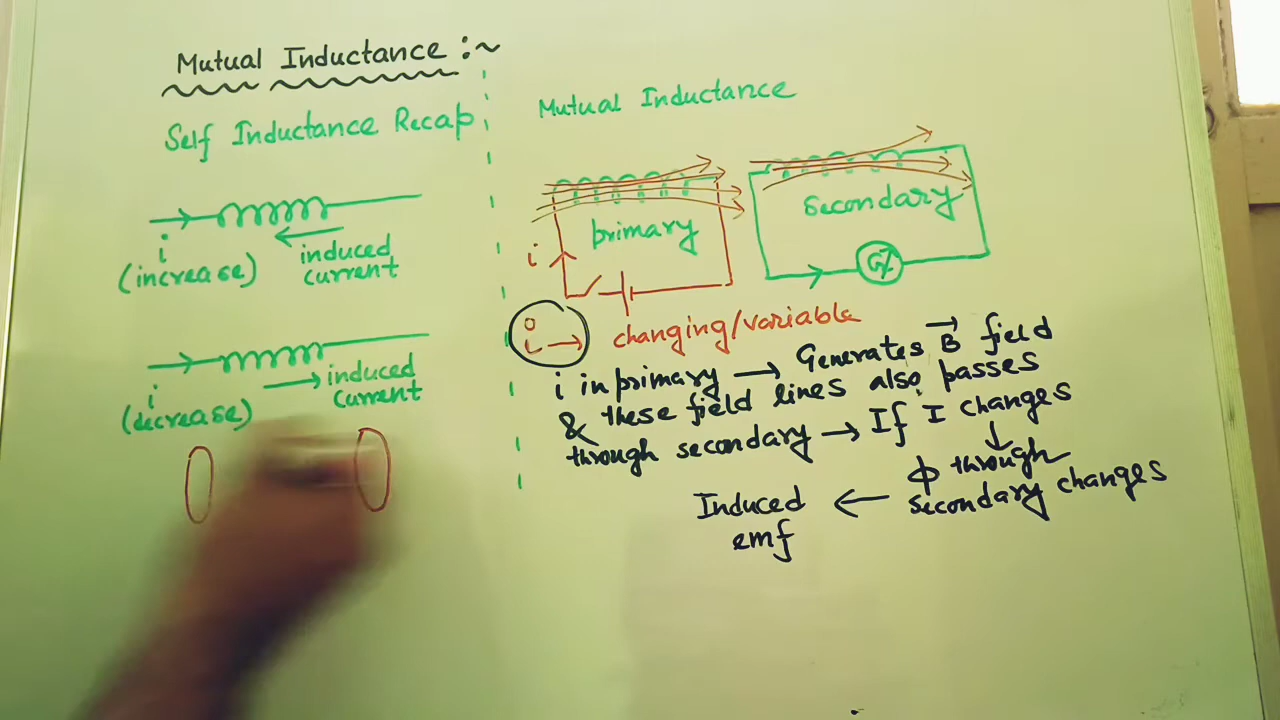 Mutual Inductance :~
Self Inductance Recap
i
(increase)
induced
current
i
(decrease)
induced
current
Mutual Inductance
primary
i
secondary
G
i → changing/variable
i in primary → Generates B⃗ field
& these field lines also passes
through secondary → If I changes
↓
ϕ through
secondary changes
Induced ←
emf